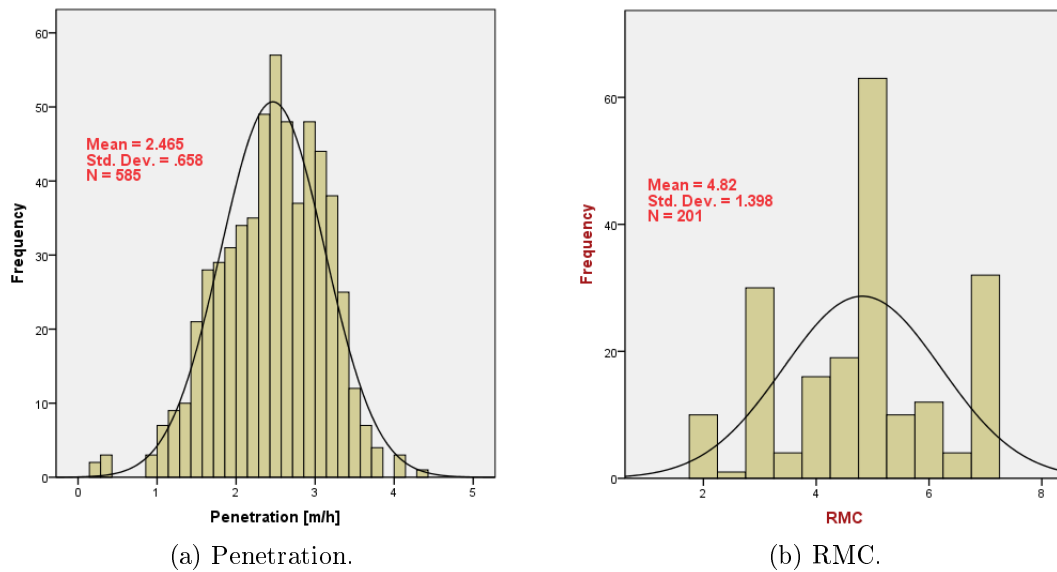 60
50
40
30
20
10
0
Frequency
Mean = 2.465
Std. Dev. = .658
N = 585
0 1 2 3 4 5
Penetration [m/h]
(a) Penetration.
60
40
20
0
Frequency
Mean = 4.82
Std. Dev. = 1.398
N = 201
2 4 6 8
RMC
(b) RMC.